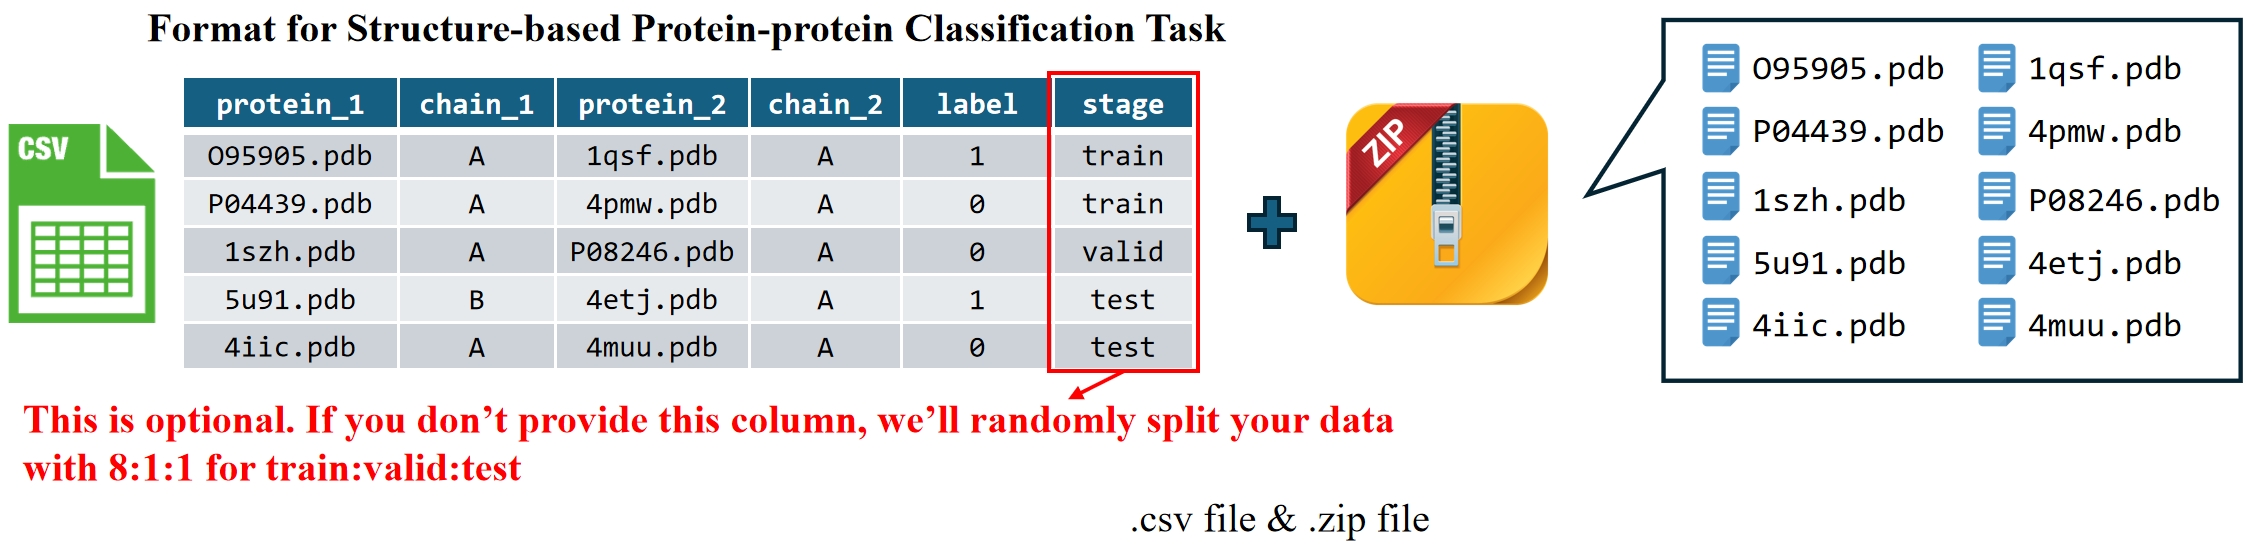 Format for Structure-based Protein-protein Classification Task
CSV
protein_1 chain_1 protein_2 chain_2 label stage
O95905.pdb A 1qsf.pdb A 1 train
P04439.pdb A 4pmw.pdb A 0 train
1szh.pdb A P08246.pdb A 0 valid
5u91.pdb B 4etj.pdb A 1 test
4iic.pdb A 4muu.pdb A 0 test
This is optional. If you don’t provide this column, we’ll randomly split your data
with 8:1:1 for train:valid:test
ZIP
O95905.pdb 1qsf.pdb
P04439.pdb 4pmw.pdb
1szh.pdb P08246.pdb
5u91.pdb 4etj.pdb
4iic.pdb 4muu.pdb
.csv file & .zip file